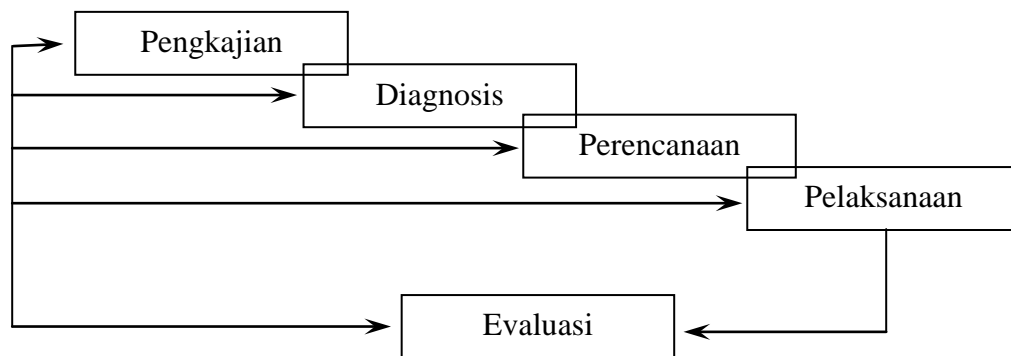 Pengkajian
Diagnosis
Perencanaan
Pelaksanaan
Evaluasi